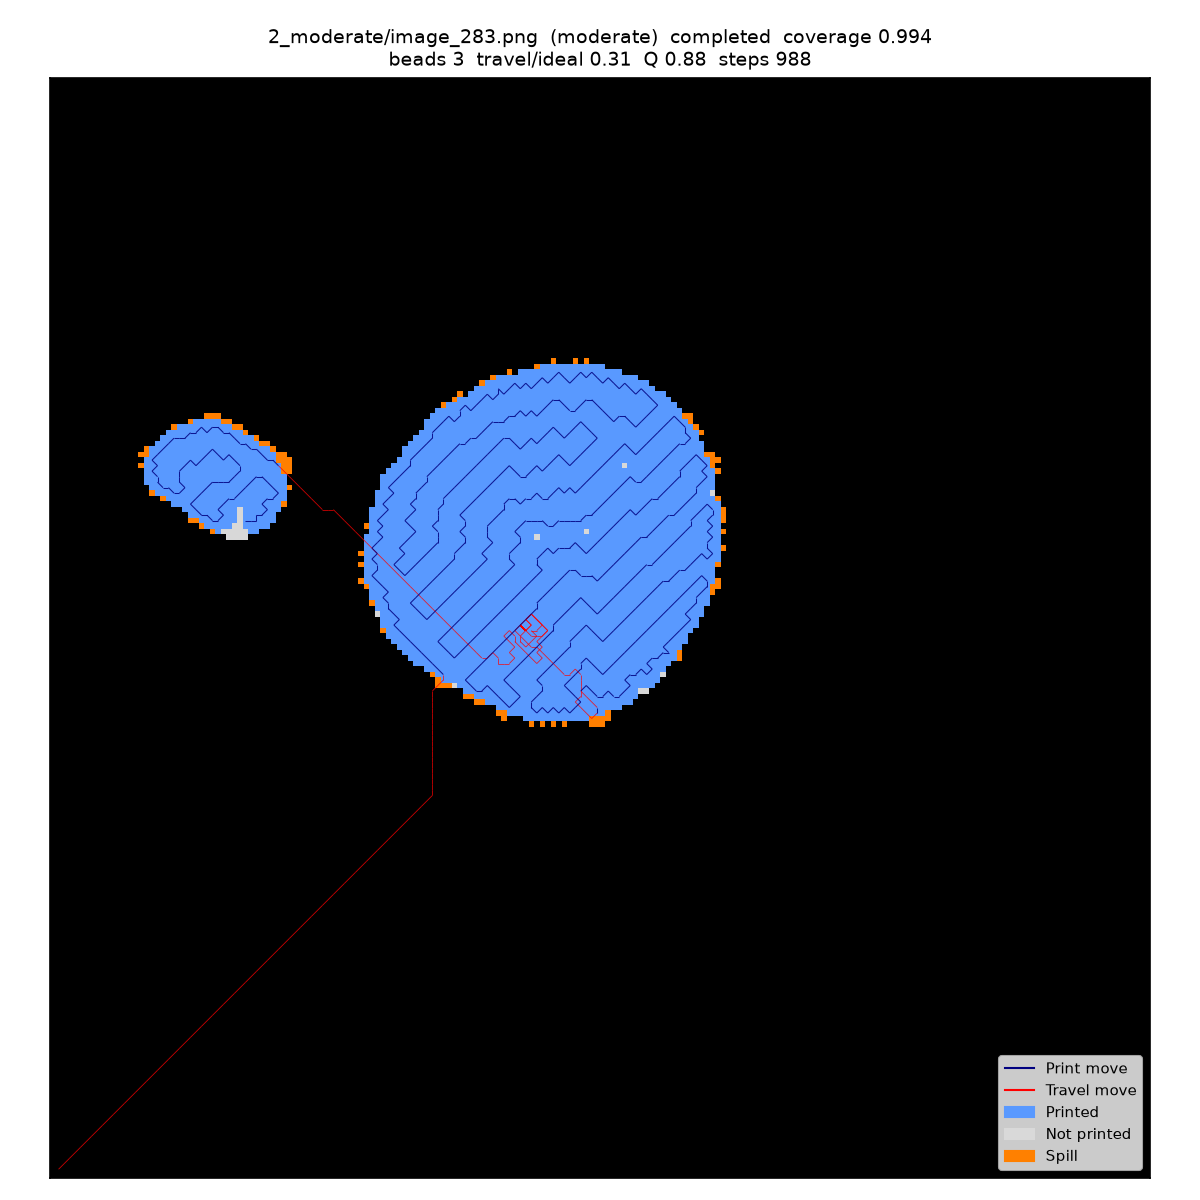 2_moderate/image_283.png  (moderate)  completed  coverage 0.994
beads 3  travel/ideal 0.31  Q 0.88  steps 988
Print move
Travel move
Printed
Not printed
Spill